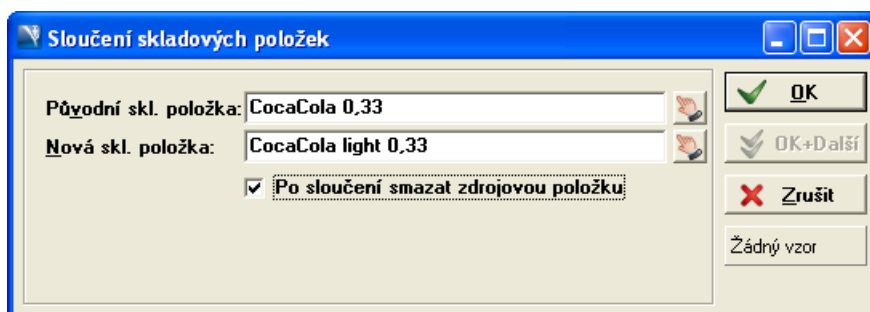 Sloučení skladových položek
Původní skl. položka: CocaCola 0,33
Nová skl. položka: CocaCola light 0,33
Po sloučení smazat zdrojovou položku
OK
OK+Další
Zrušit
Žádný vzor